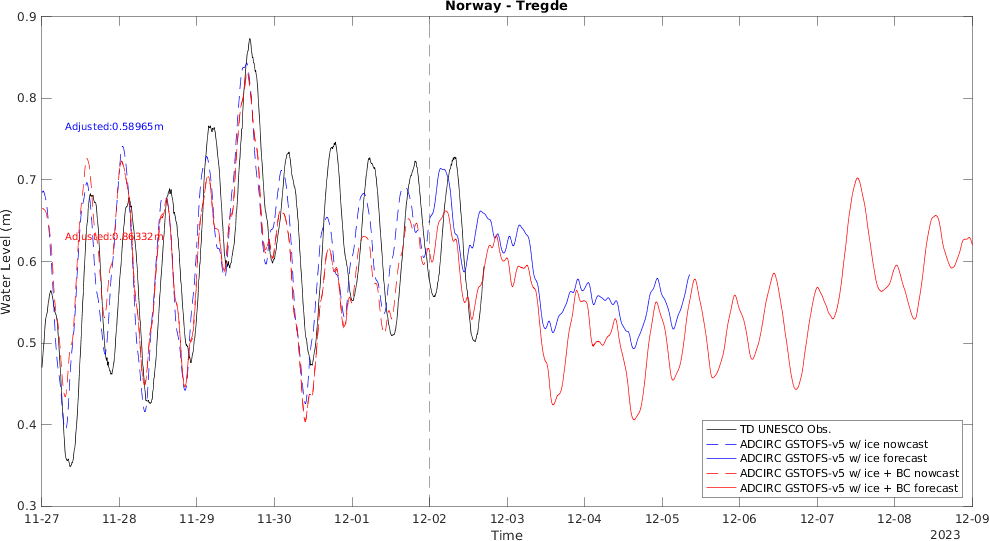 Norway - Tregde
0.9
0.8
0.7
0.6
0.5
0.4
0.3
Water Level (m)
Adjusted:0.58965m
Adjusted:0.86332m
TD UNESCO Obs.
ADCIRC GSTOFS-v5 w/ ice nowcast
ADCIRC GSTOFS-v5 w/ ice forecast
ADCIRC GSTOFS-v5 w/ ice + BC nowcast
ADCIRC GSTOFS-v5 w/ ice + BC forecast
11-27 11-28 11-29 11-30 12-01 12-02 12-03 12-04 12-05 12-06 12-07 12-08 12-09
Time
2023